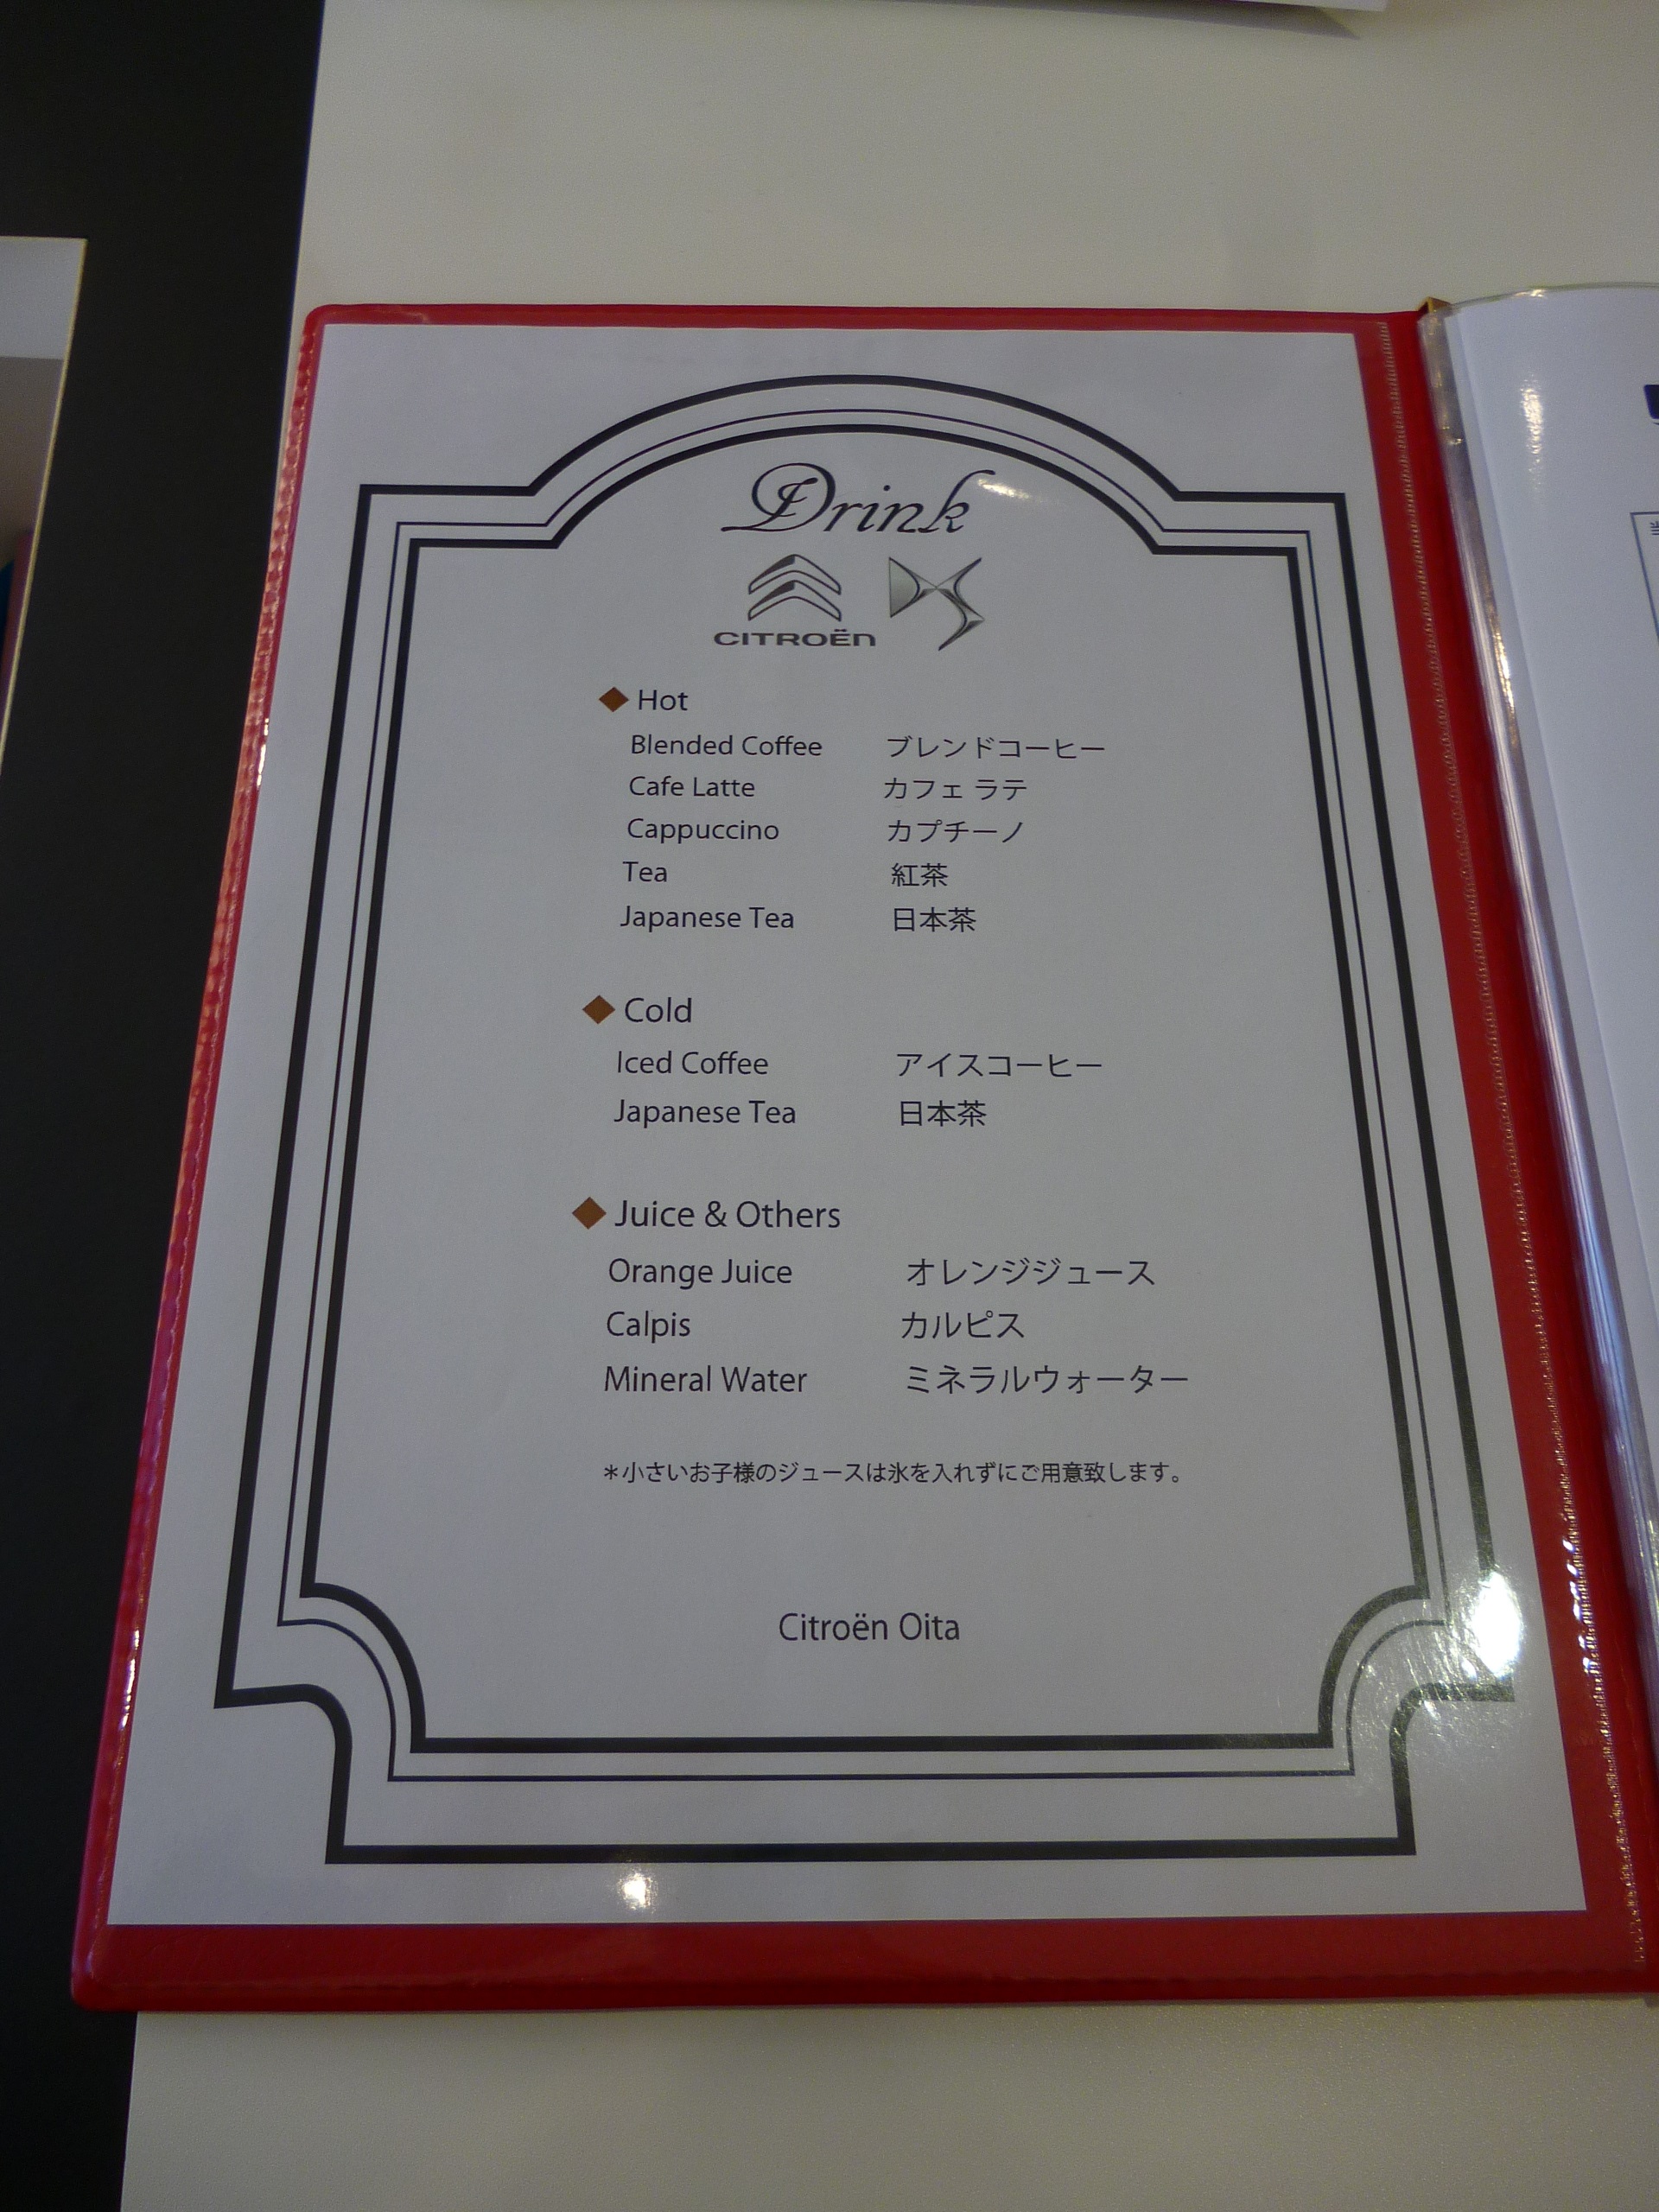 Drink
CITROËN DS
◆ Hot
Blended Coffee ブレンドコーヒー
Cafe Latte カフェ ラテ
Cappuccino カプチーノ
Tea 紅茶
Japanese Tea 日本茶
◆ Cold
Iced Coffee アイスコーヒー
Japanese Tea 日本茶
◆ Juice & Others
Orange Juice オレンジジュース
Calpis カルピス
Mineral Water ミネラルウォーター
*小さいお子様のジュースは氷を入れずにご用意致します。
Citroën Oita